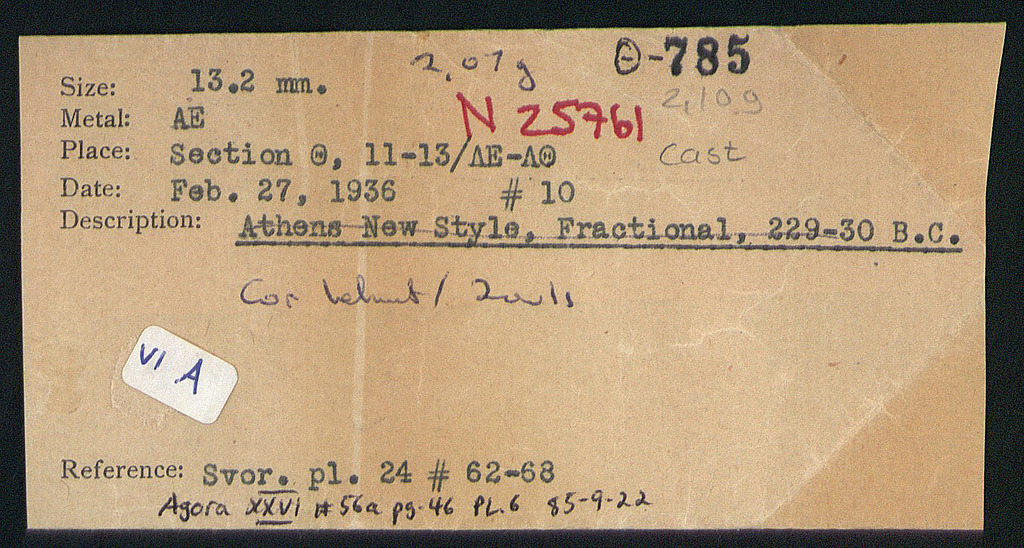 Θ-785
2,07g
Size: 13.2 mm.
2,10g
N 25761
Metal: AE
Place: Section Θ, 11-13/ΛE-ΛΘ
Cast
Date: Feb. 27, 1936 # 10
Description: Athens New Style, Fractional, 229-30 B.C.
Cor helmet / 2 owls
VI A
Reference: Svor. pl. 24 # 62-68
Agora XXVI #56a pg.46 PL.6 85-9-22